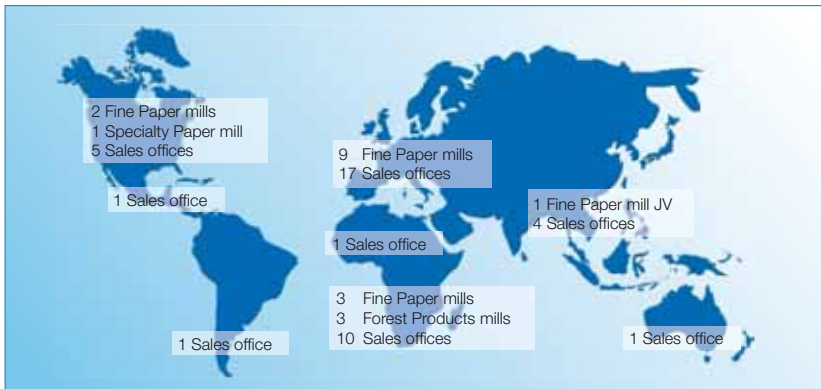 2 Fine Paper mills
1 Specialty Paper mill
5 Sales offices
1 Sales office
9 Fine Paper mills
17 Sales offices
1 Fine Paper mill JV
4 Sales offices
1 Sales office
3 Fine Paper mills
3 Forest Products mills
10 Sales offices
1 Sales office
1 Sales office